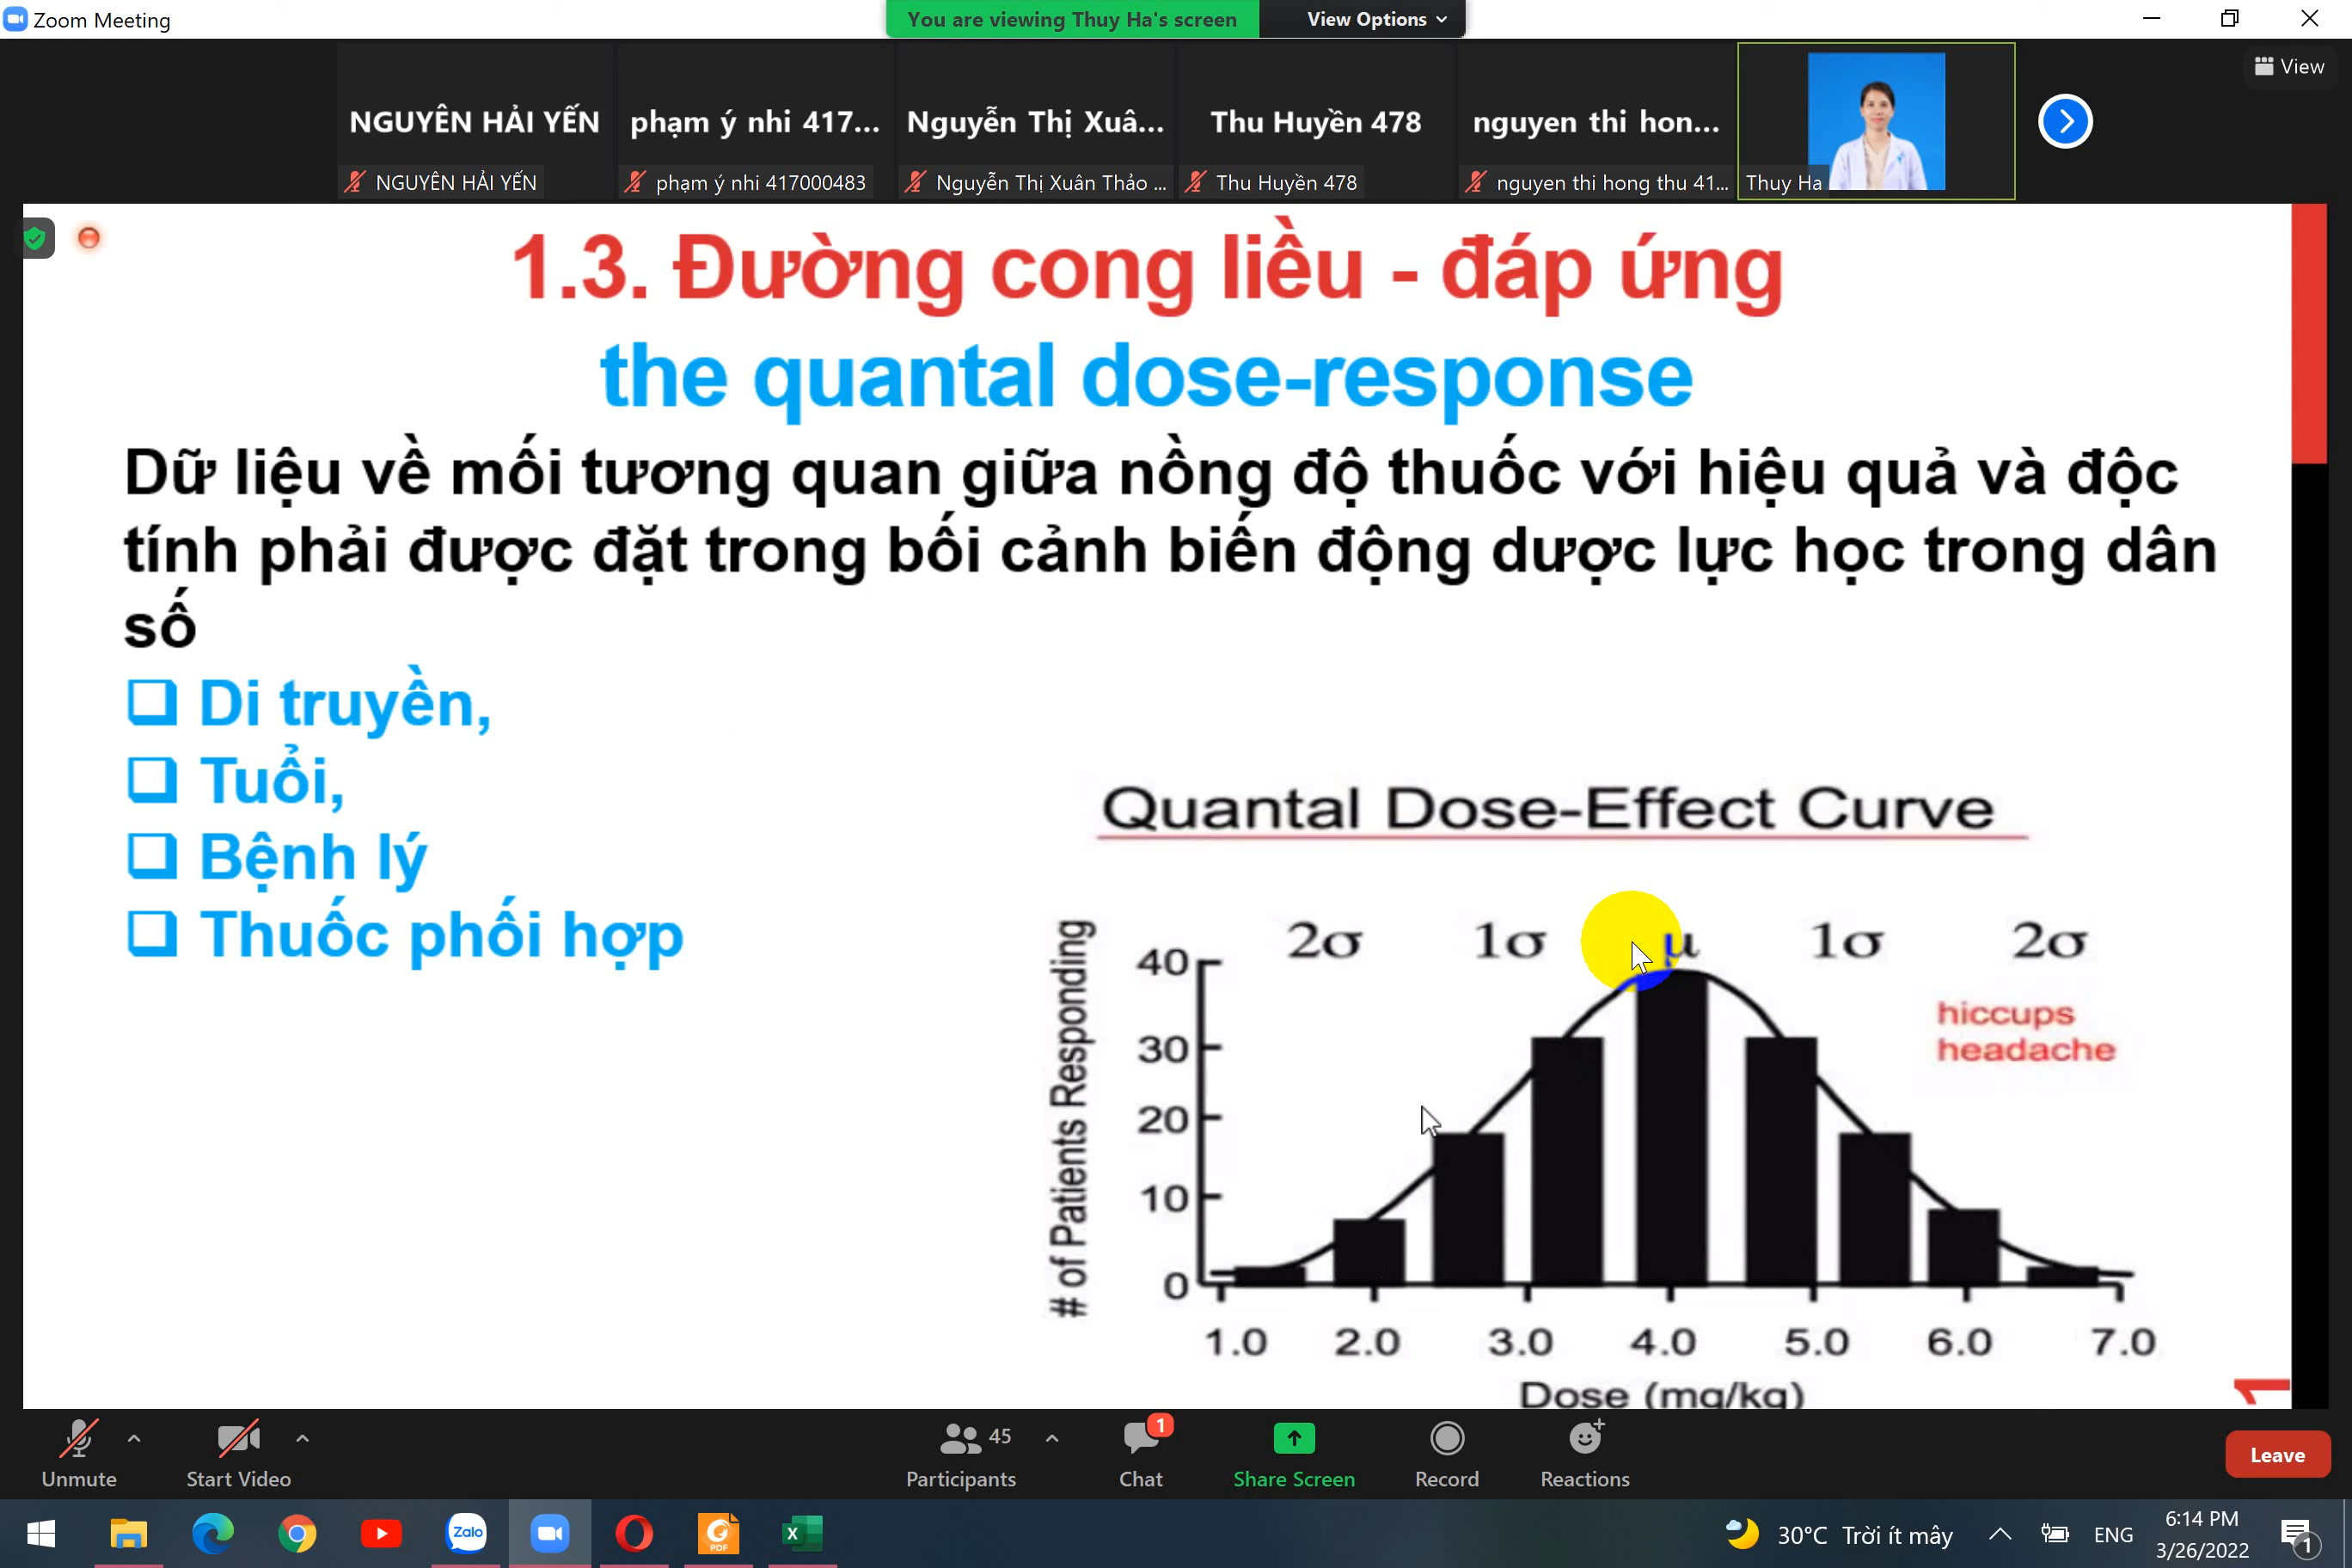 Zoom Meeting
You are viewing Thuy Ha's screen
View Options
View
NGUYÊN HẢI YẾN
phạm ý nhi 417...
Nguyễn Thị Xuâ...
Thu Huyền 478
nguyen thi hon...
NGUYÊN HẢI YẾN
phạm ý nhi 417000483
Nguyễn Thị Xuân Thảo ...
Thu Huyền 478
nguyen thi hong thu 41...
Thuy Ha
1.3. Đường cong liều - đáp ứng
the quantal dose-response
Dữ liệu về mối tương quan giữa nồng độ thuốc với hiệu quả và độc
tính phải được đặt trong bối cảnh biến động dược lực học trong dân
số
Di truyền,
Tuổi,
Bệnh lý
Thuốc phối hợp
Quantal Dose-Effect Curve
2σ 1σ μ 1σ 2σ
hiccups
headache
# of Patients Responding
40
30
20
10
0
1.0 2.0 3.0 4.0 5.0 6.0 7.0
Dose (mg/kg)
1
Unmute
Start Video
45
Participants
1
Chat
Share Screen
Record
Reactions
Leave
Zalo
PDF
X
30°C Trời ít mây
ENG
6:14 PM
3/26/2022
1